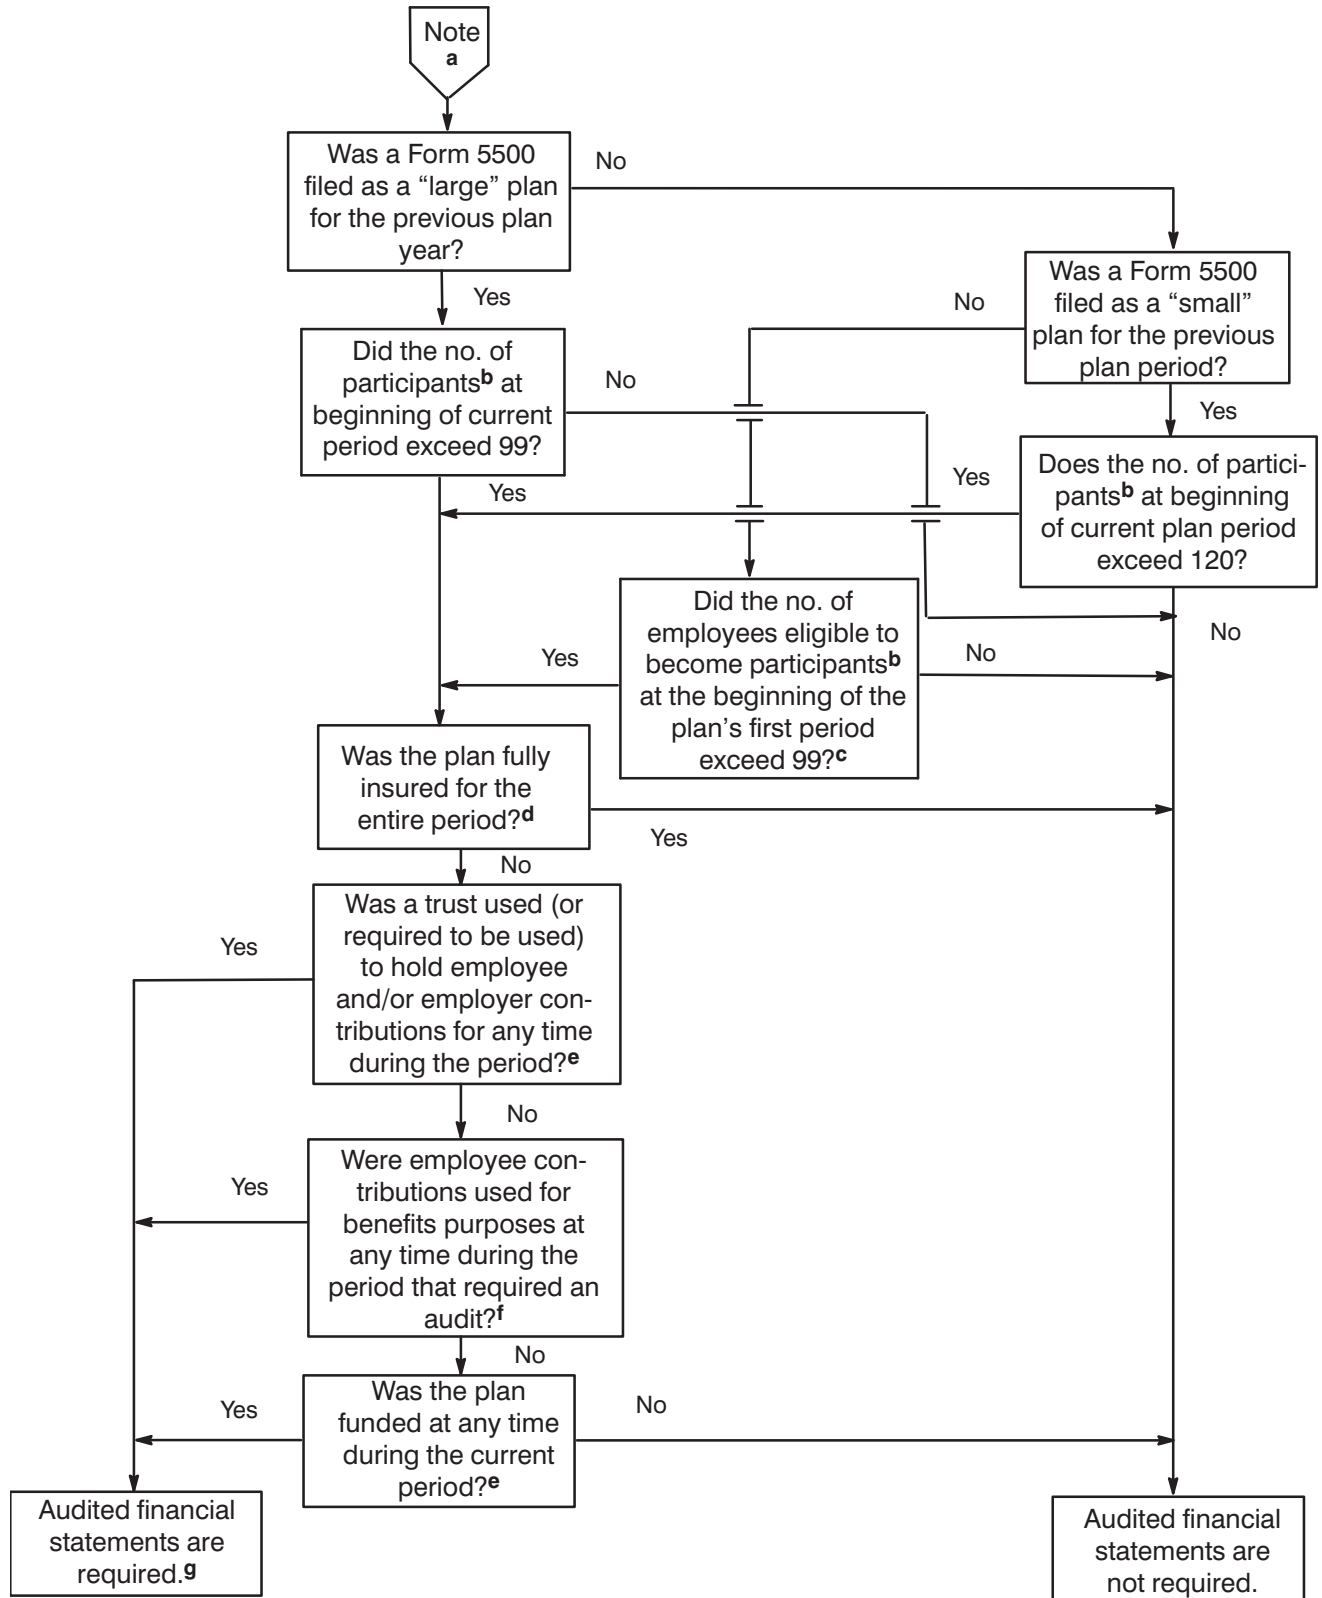 Note
a
Was a Form 5500
filed as a “large” plan
for the previous plan
year?
No
Yes
Was a Form 5500
filed as a “small”
plan for the previous
plan period?
No
Yes
Did the no. of
participantsb at
beginning of current
period exceed 99?
No
Yes
Does the no. of partici-
pantsb at beginning
of current plan period
exceed 120?
Yes
No
Did the no. of
employees eligible to
become participantsb
at the beginning of the
plan’s first period
exceed 99?c
Yes
No
Was the plan fully
insured for the
entire period?d
Yes
No
Was a trust used (or
required to be used)
to hold employee
and/or employer con-
tributions for any time
during the period?e
Yes
No
Were employee con-
tributions used for
benefits purposes at
any time during the
period that required an
audit?f
Yes
No
Was the plan
funded at any time
during the current
period?e
Yes
No
Audited financial
statements are
required.g
Audited financial
statements are
not required.